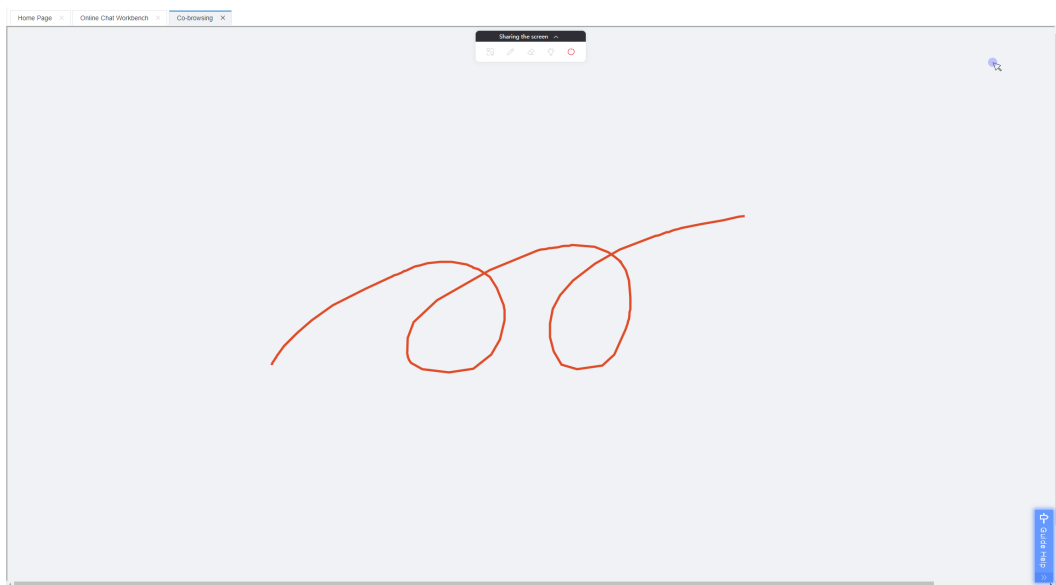 Home Page
Online Chat Workbench
Co-browsing
Sharing the screen
Guide Help